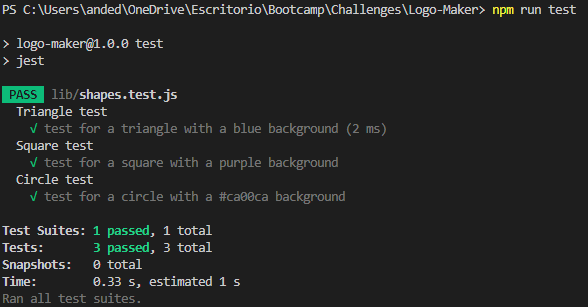 PS C:\Users\anded\OneDrive\Escritorio\Bootcamp\Challenges\Logo-Maker> npm run test
> logo-maker@1.0.0 test
> jest
PASS lib/shapes.test.js
Triangle test
√ test for a triangle with a blue background (2 ms)
Square test
√ test for a square with a purple background
Circle test
√ test for a circle with a #ca00ca background
Test Suites: 1 passed, 1 total
Tests: 3 passed, 3 total
Snapshots: 0 total
Time: 0.33 s, estimated 1 s
Ran all test suites.